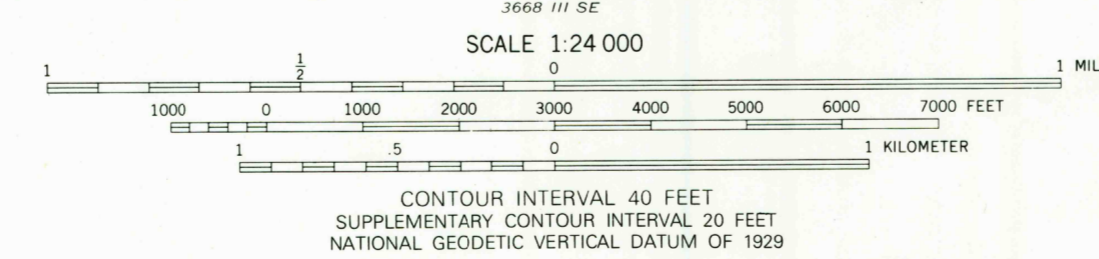 3668 III SE
SCALE 1:24 000
1 1/2 0 1 MIL
1000 0 1000 2000 3000 4000 5000 6000 7000 FEET
1 .5 0 1 KILOMETER
CONTOUR INTERVAL 40 FEET
SUPPLEMENTARY CONTOUR INTERVAL 20 FEET
NATIONAL GEODETIC VERTICAL DATUM OF 1929